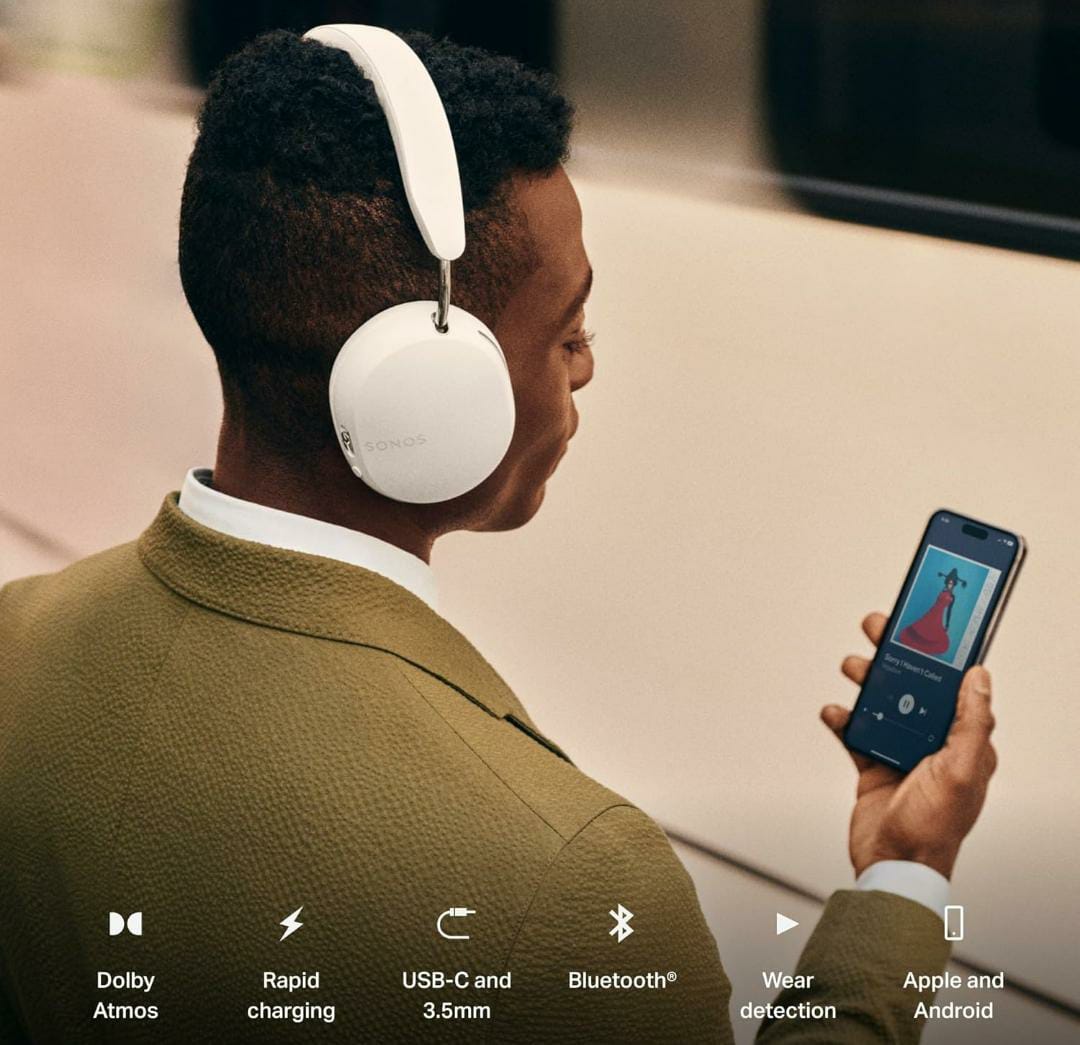 SONOS
Sorry I Haven't Called
Dolby
Atmos
Rapid
charging
USB-C and
3.5mm
Bluetooth®
Wear
detection
Apple and
Android